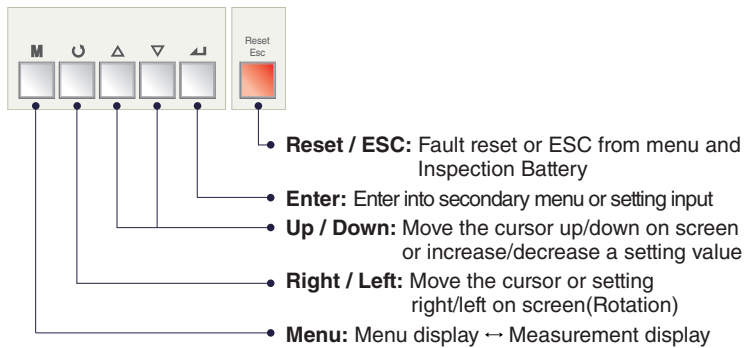 M
Reset
Esc
Reset / ESC: Fault reset or ESC from menu and
Inspection Battery
Enter: Enter into secondary menu or setting input
Up / Down: Move the cursor up/down on screen
or increase/decrease a setting value
Right / Left: Move the cursor or setting
right/left on screen(Rotation)
Menu: Menu display ↔ Measurement display